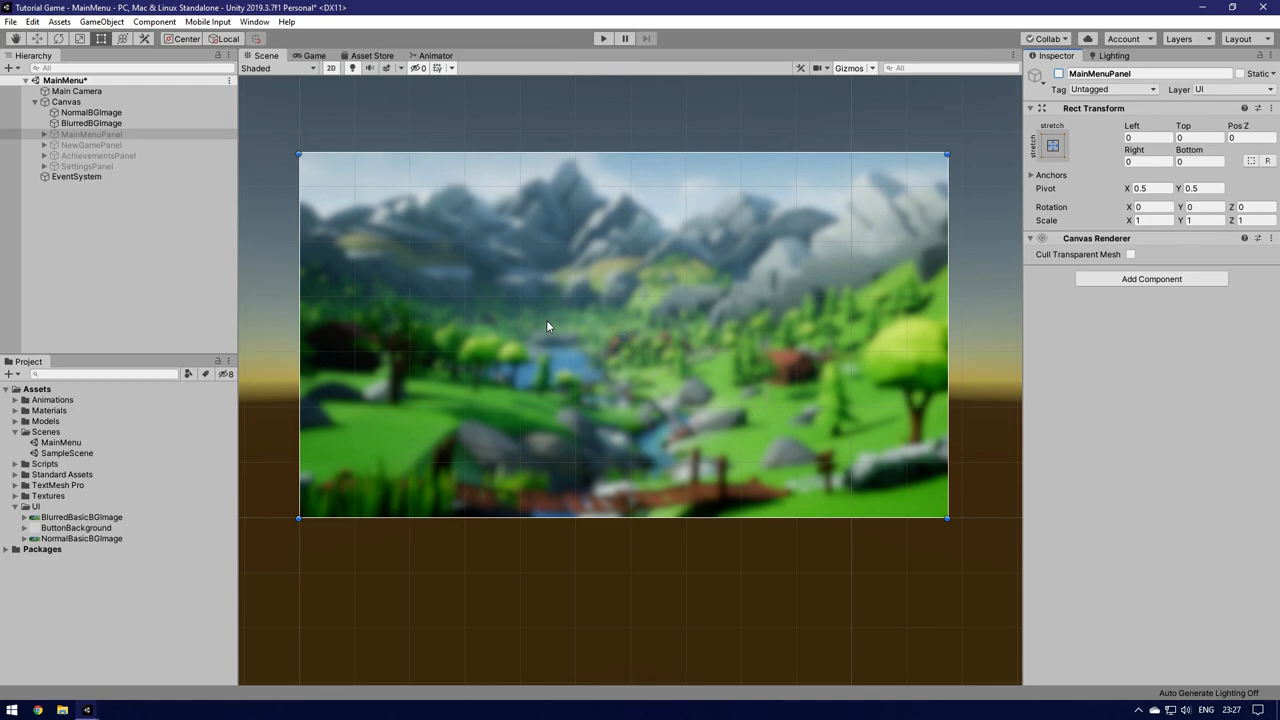 Tutorial Game - MainMenu - PC, Mac & Linux Standalone - Unity 2019.3.7f1 Personal* <DX11>
File Edit Assets GameObject Component Mobile Input Window Help
Center Local Collab Account Layers Layout
Hierarchy
All
MainMenu*
Main Camera
Canvas
NormalBGImage
BlurredBGImage
MainMenuPanel
NewGamePanel
AchievementsPanel
SettingsPanel
EventSystem
Project
8
Assets
Animations
Materials
Models
Scenes
MainMenu
SampleScene
Scripts
Standard Assets
TextMesh Pro
Textures
UI
BlurredBasicBGImage
ButtonBackground
NormalBasicBGImage
Packages
Scene Game Asset Store Animator
Shaded 2D 0 Gizmos All
Inspector Lighting
MainMenuPanel Static
Tag Untagged Layer UI
Rect Transform
stretch
stretch
Left Top Pos Z
0 0 0
Right Bottom
0 0 R
Anchors
Pivot X 0.5 Y 0.5
Rotation X 0 Y 0 Z 0
Scale X 1 Y 1 Z 1
Canvas Renderer
Cull Transparent Mesh
Add Component
Auto Generate Lighting Off
ENG 23:27